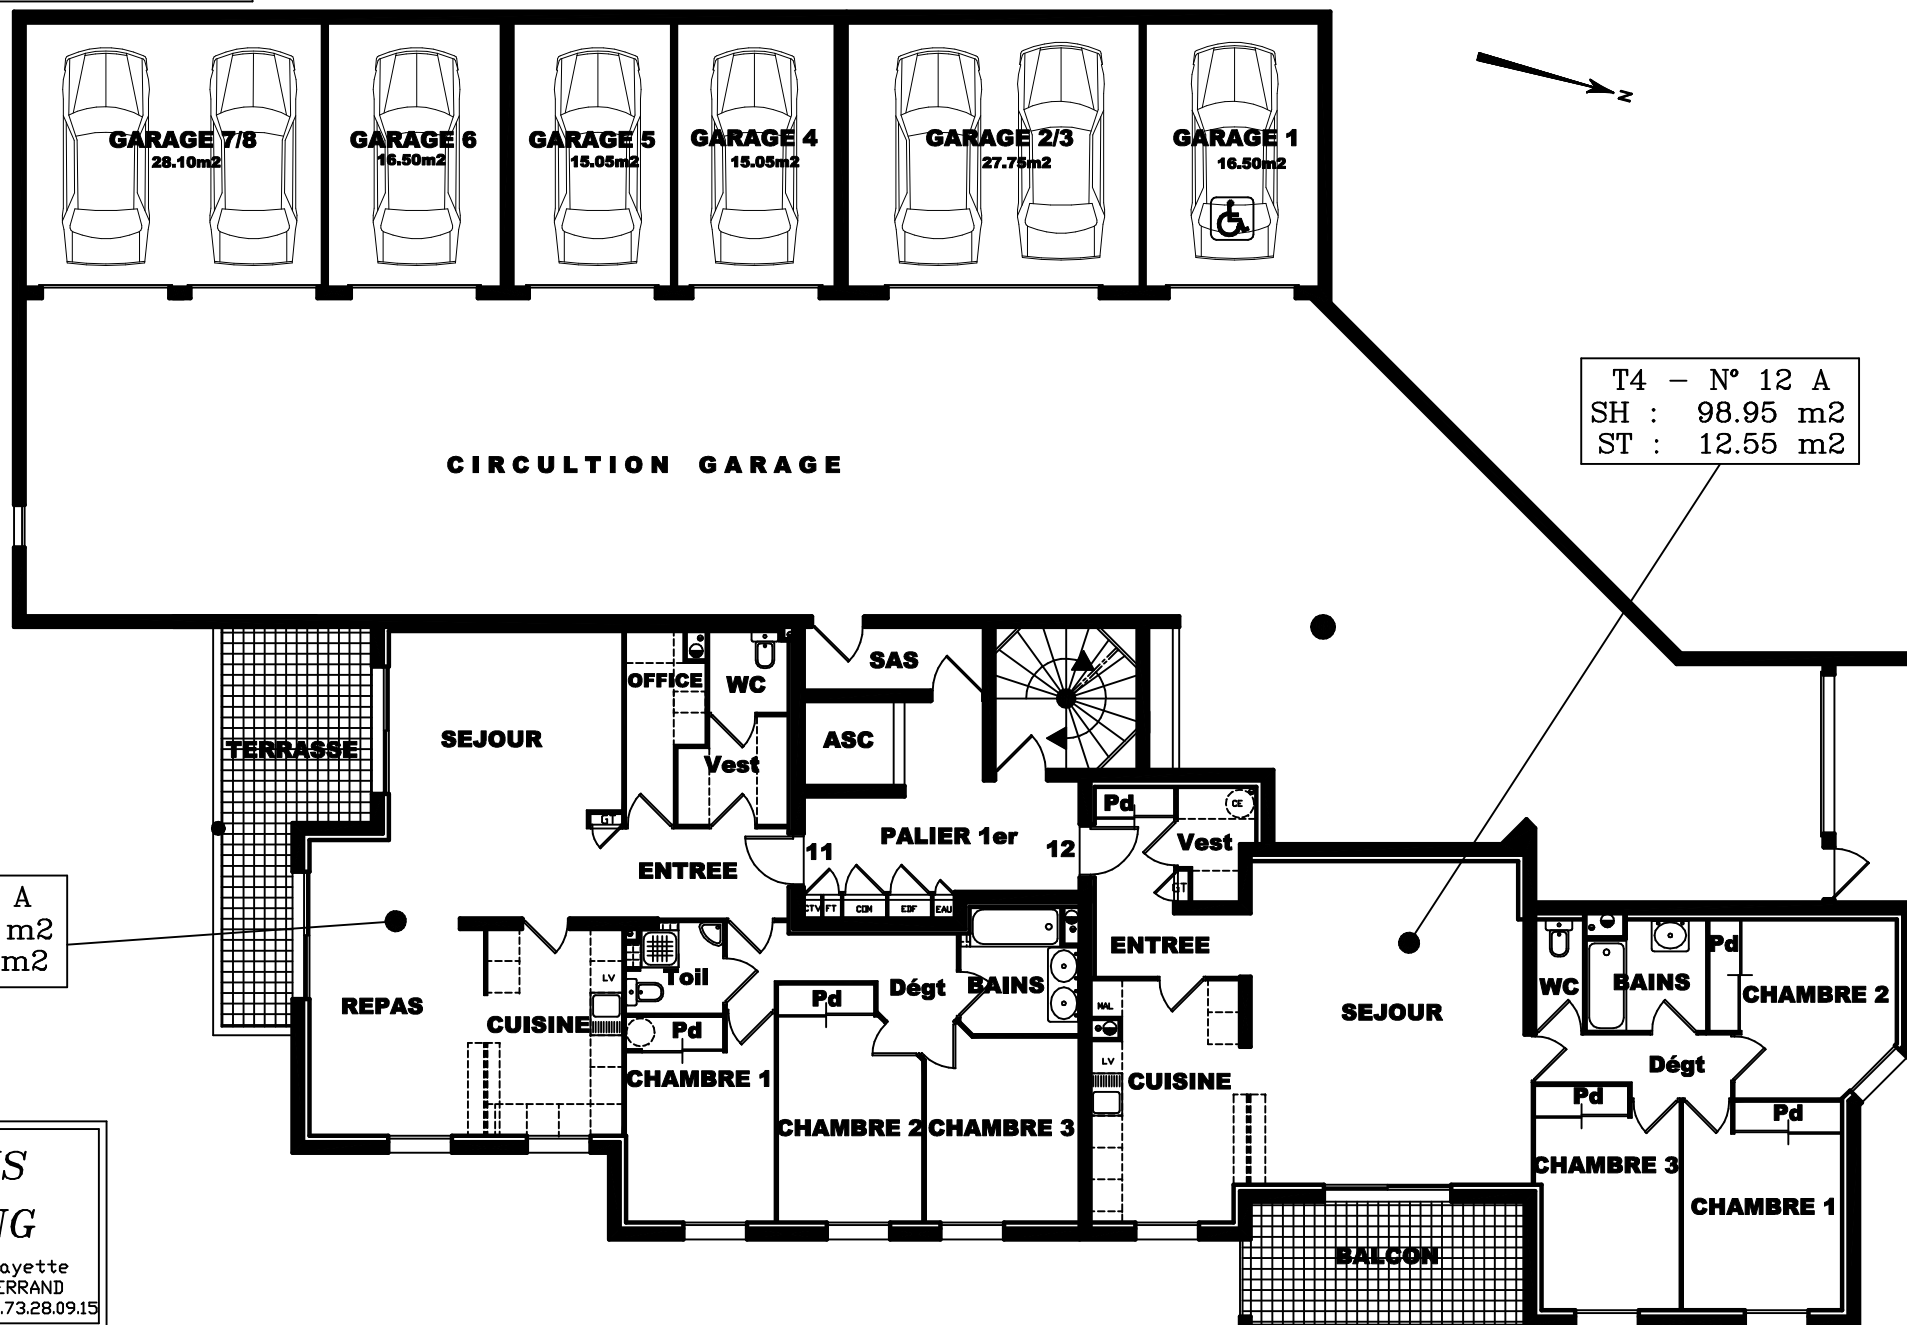 GARAGE 7/8
28.10m2
GARAGE 6
16.50m2
GARAGE 5
15.05m2
GARAGE 4
15.05m2
GARAGE 2/3
27.75m2
GARAGE 1
16.50m2
N
T4 - N° 12 A
SH : 98.95 m2
ST : 12.55 m2
CIRCULTION GARAGE
SAS
OFFICE
WC
TERRASSE
SEJOUR
Vest
ASC
GT
PALIER 1er
11
12
Pd
CE
Vest
GT
ENTREE
CTV
FT
COM
EDF
EAU
A
m2
m2
REPAS
CUISINE
LV
Toil
Pd
CHAMBRE 1
Pd
Dégt
BAINS
CHAMBRE 2
CHAMBRE 3
ENTREE
MAL
LV
CUISINE
SEJOUR
WC
BAINS
Pd
CHAMBRE 2
Dégt
Pd
Pd
CHAMBRE 3
CHAMBRE 1
BALCON
ayette
ERRAND
.73.28.09.15